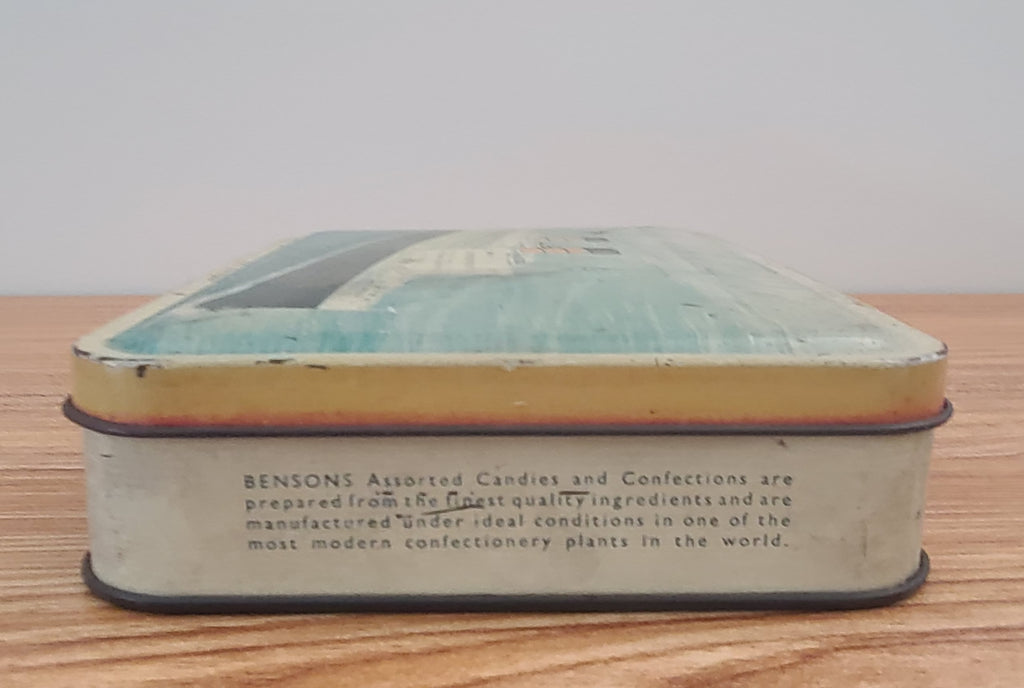 BENSONS Assorted Candies and Confections are
prepared from the finest quality ingredients and are
manufactured under ideal conditions in one of the
most modern confectionery plants in the world.